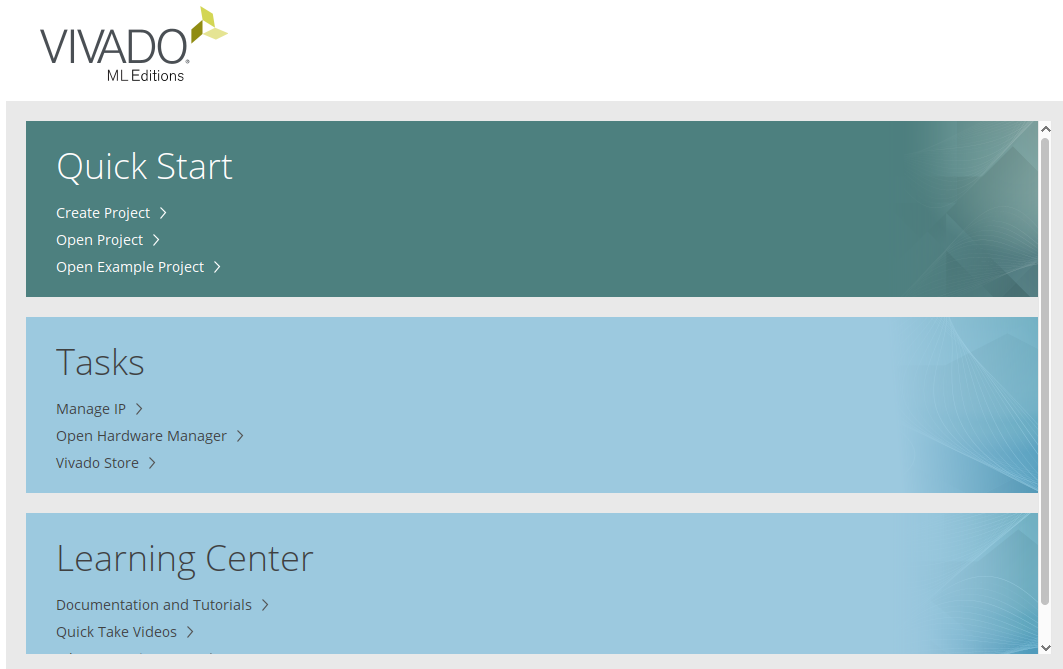 VIVADO®
ML Editions
Quick Start
Create Project
Open Project
Open Example Project
Tasks
Manage IP
Open Hardware Manager
Vivado Store
Learning Center
Documentation and Tutorials
Quick Take Videos